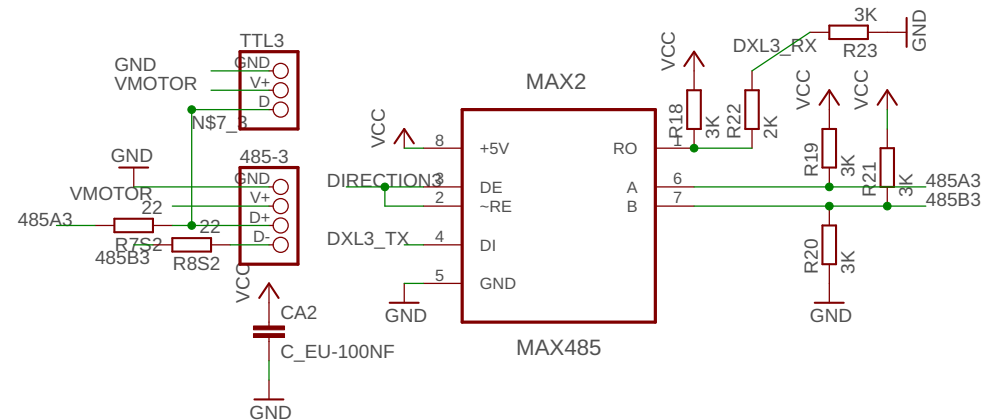 TTL3
GND
VMOTOR
GND
V+
D
N$7_3
GND
485-3
VMOTOR
GND
V+
D+
D-
485A3
22
R7S2
485B3
22
R8S2
VCC
CA2
C_EU-100NF
GND
MAX2
VCC
8
+5V
DIRECTION3
3
DE
2
~RE
DXL3_TX
4
DI
5
GND
GND
RO
1
A
6
B
7
MAX485
VCC
R18
3K
DXL3_RX
R22
2K
3K
R23
GND
VCC
R19
3K
VCC
R21
3K
485A3
485B3
R20
3K
GND